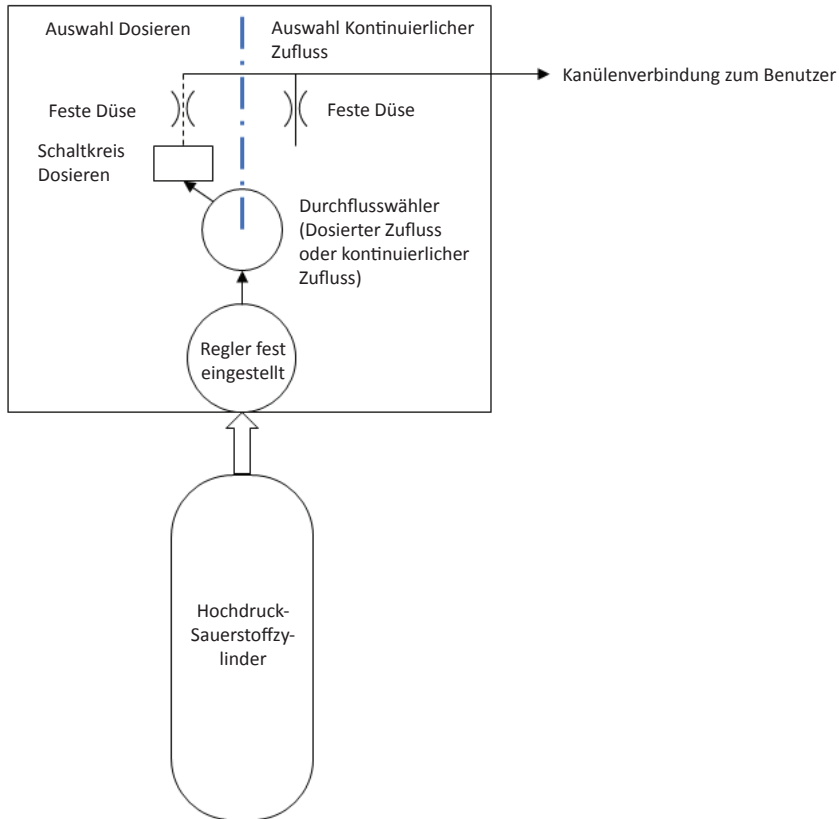 Auswahl Dosieren
Auswahl Kontinuierlicher
Zufluss
Kanülenverbindung zum Benutzer
Feste Düse
Feste Düse
Schaltkreis
Dosieren
Durchflusswähler
(Dosierter Zufluss
oder kontinuierlicher
Zufluss)
Regler fest
eingestellt
Hochdruck-
Sauerstoffzy-
linder